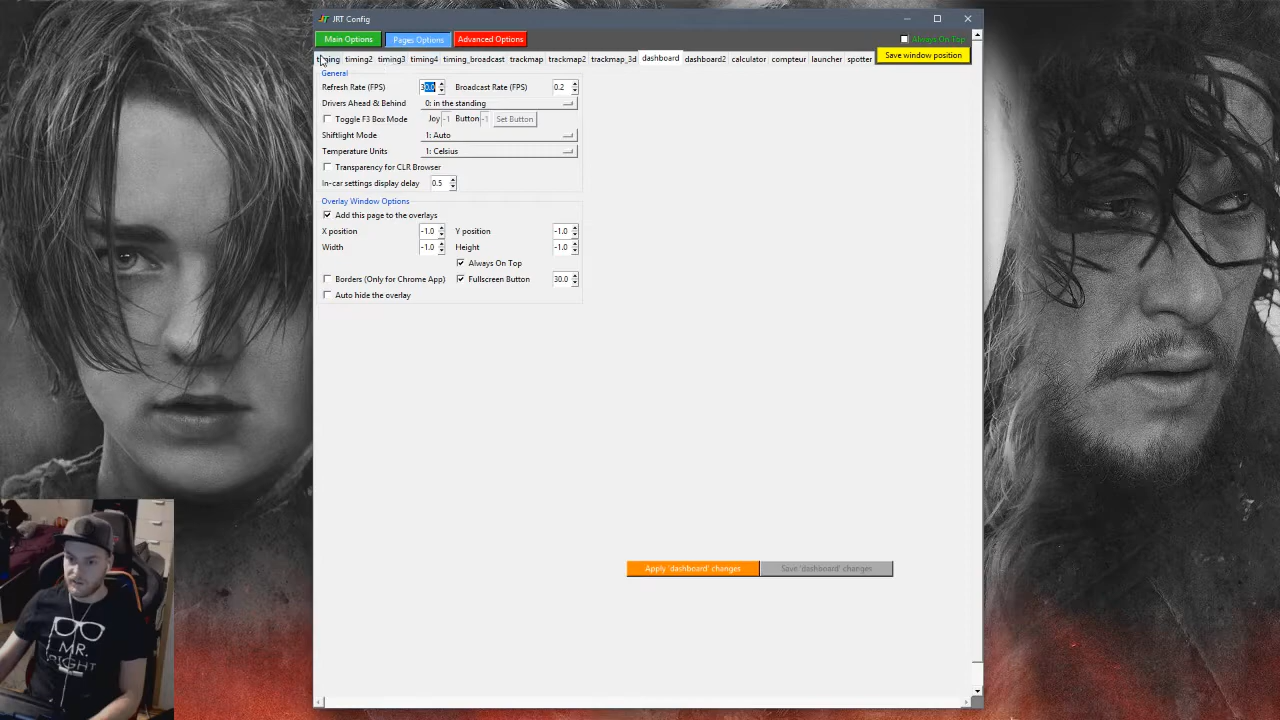 JRT Config
Main Options Pages Options Advanced Options Always On Top
timing timing2 timing3 timing4 timing_broadcast trackmap trackmap2 trackmap_3d dashboard dashboard2 calculator compteur launcher spotter Save window position
General
Refresh Rate (FPS) 30.0 Broadcast Rate (FPS) 0.2
Drivers Ahead & Behind 0: in the standing
Toggle F3 Box Mode Joy -1 Button -1 Set Button
Shiftlight Mode 1: Auto
Temperature Units 1: Celsius
Transparency for CLR Browser
In-car settings display delay 0.5
Overlay Window Options
Add this page to the overlays
X position -1.0 Y position -1.0
Width -1.0 Height -1.0
Always On Top
Borders (Only for Chrome App) Fullscreen Button 30.0
Auto hide the overlay
Apply 'dashboard' changes Save 'dashboard' changes
MR.
RIGHT